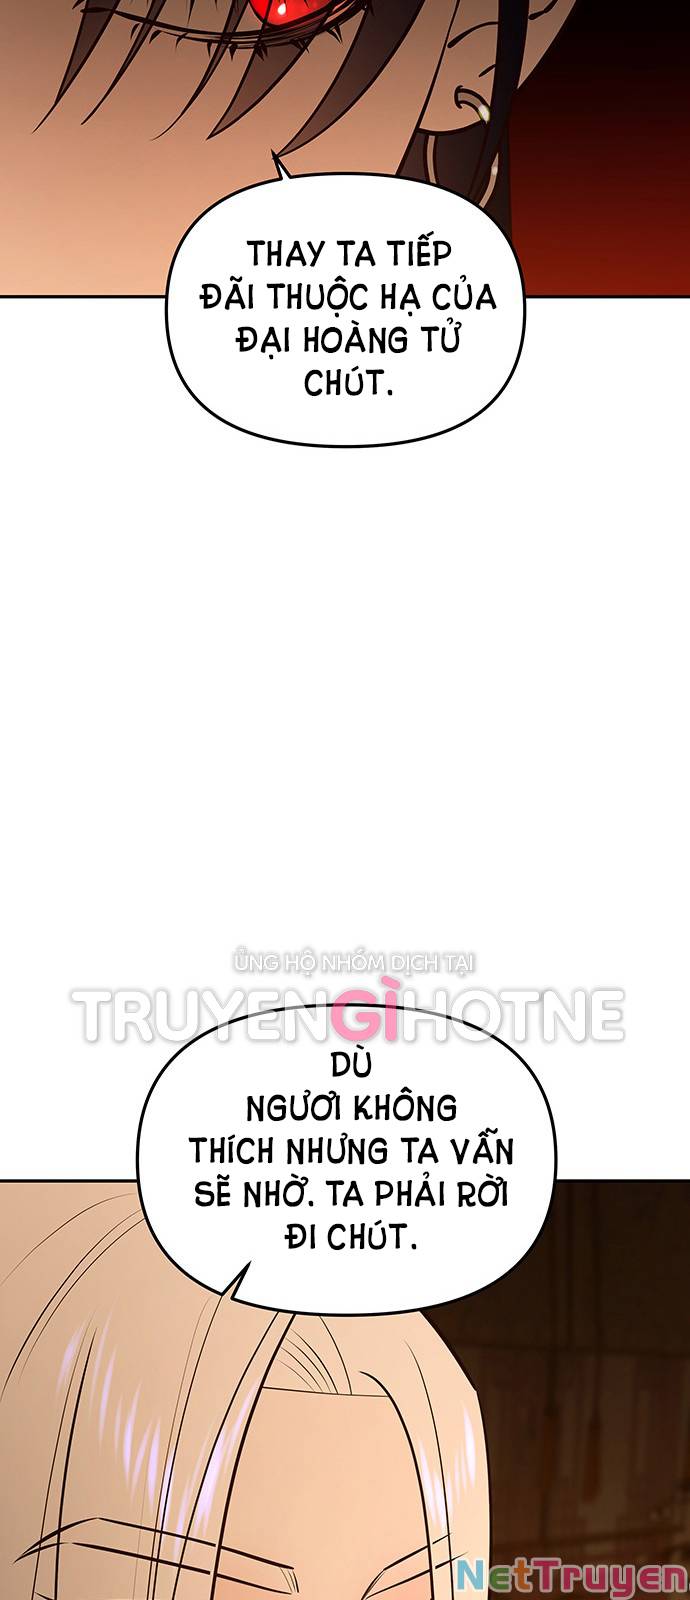 THAY TA TIẾP
ĐÃI THUỘC HẠ CỦA
ĐẠI HOÀNG TỬ
CHÚT.
ỦNG HỘ NHÓM DỊCH TẠI
TRUYENGÌHOTNE
DÙ
NGƯƠI KHÔNG
THÍCH NHƯNG TA VẪN
SẼ NHỜ. TA PHẢI RỜI
ĐI CHÚT.
NetTruyen